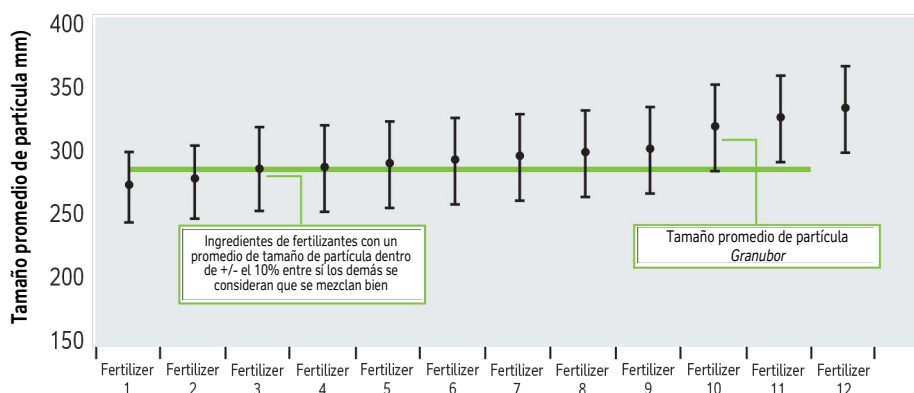 Tamaño promedio de partícula mm)
400
350
300
250
200
150
Ingredientes de fertilizantes con un
promedio de tamaño de partícula dentro
de +/- el 10% entre sí los demás se
consideran que se mezclan bien
Tamaño promedio de partícula
Granubor
Fertilizer Fertilizer Fertilizer Fertilizer Fertilizer Fertilizer Fertilizer Fertilizer Fertilizer Fertilizer Fertilizer Fertilizer
1 2 3 4 5 6 7 8 9 10 11 12